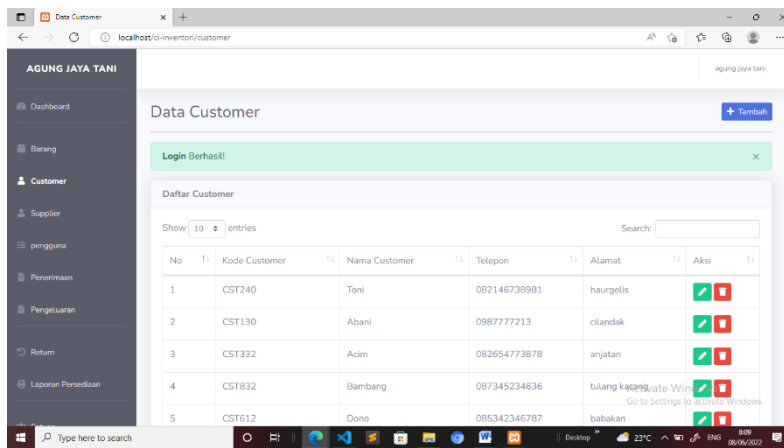 Data Customer
localhost/ci-inventori/customer
AGUNG JAYA TANI
agung jaya tani
Dashboard
Data Customer
+ Tambah
Barang
Login Berhasil!
Customer
Daftar Customer
Supplier
Show 10 entries
Search:
pengguna
No Kode Customer Nama Customer Telepon Alamat Aksi
Penerimaan
1 CST240 Toni 082146738981 haurgelis
Pengeluaran
2 CST130 Abani 0987777213 cilandak
Return
3 CST332 Acim 082654773878 anjatan
Laporan Persediaan
4 CST832 Bambang 087345234636 tulang kacang
Activate Windows
Go to Settings to activate Windows.
5 CST612 Dono 085342346787 babakan
Type here to search
Desktop
23°C
ENG
8:09
08/06/2022